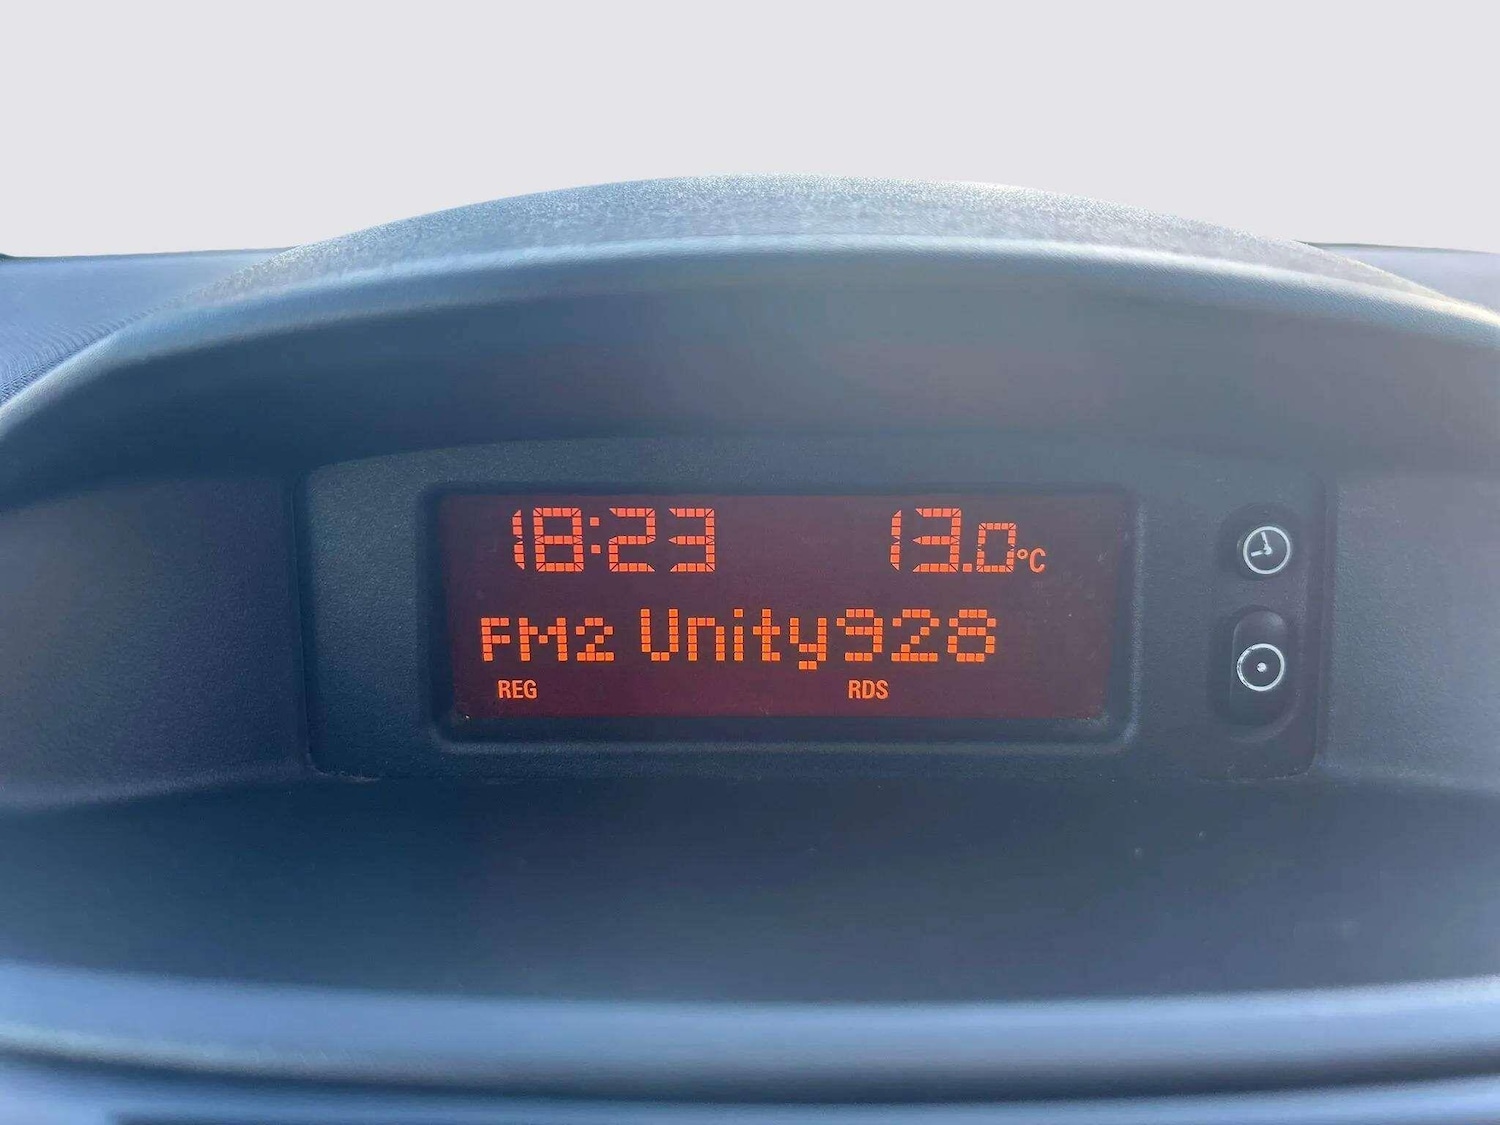 18:23 13.0°C
FM2 Unity928
REG RDS